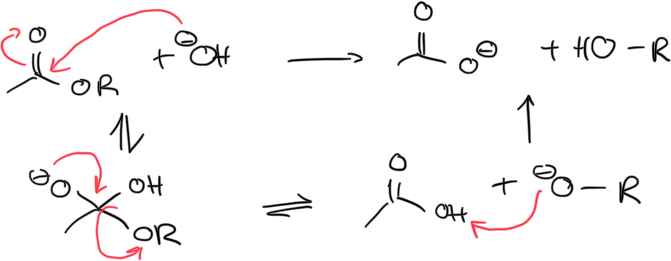 O ⊖ O ⊖
+ OH → O + HO-R
OR
⇌ ↑
⊖ O OH O ⊖
OR ⇌ OH + O-R